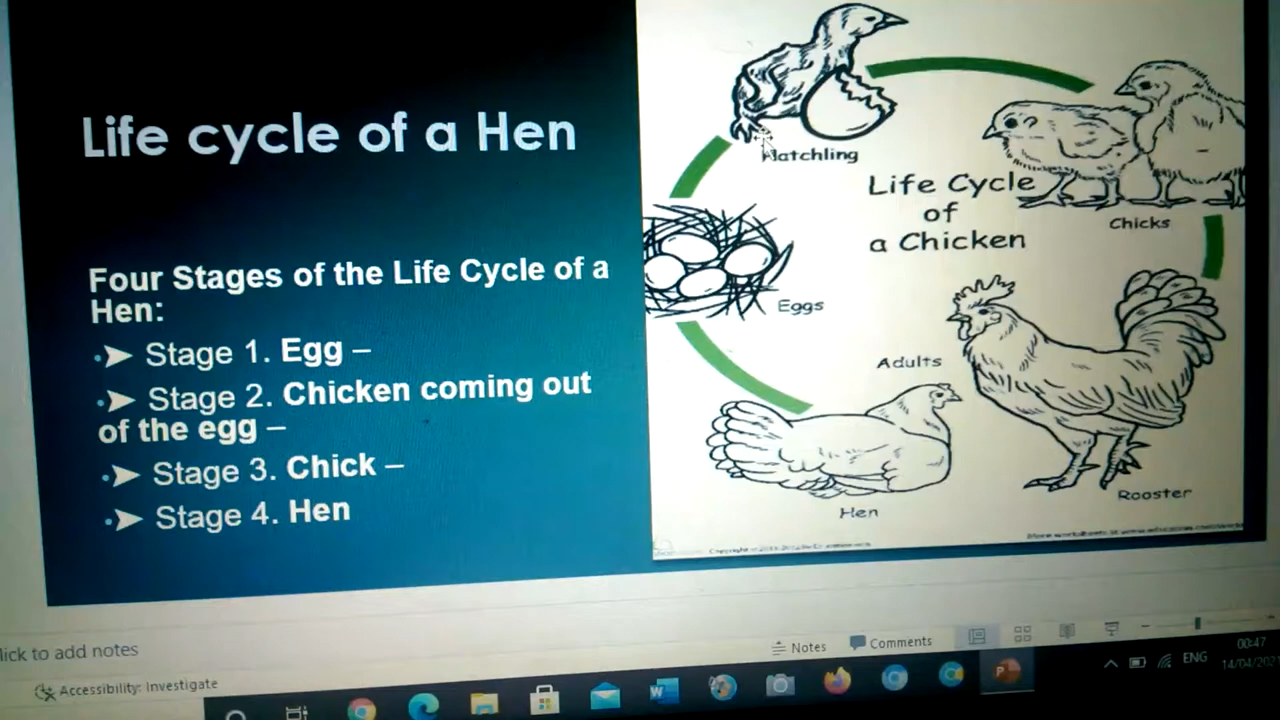 Life cycle of a Hen
Four Stages of the Life Cycle of a
Hen:
Stage 1. Egg –
Stage 2. Chicken coming out
of the egg –
Stage 3. Chick –
Stage 4. Hen
Hatchling
Life Cycle
of
a Chicken
Chicks
Eggs
Adults
Rooster
Hen
lick to add notes
Notes
Comments
Accessibility: Investigate
ENG
00:47